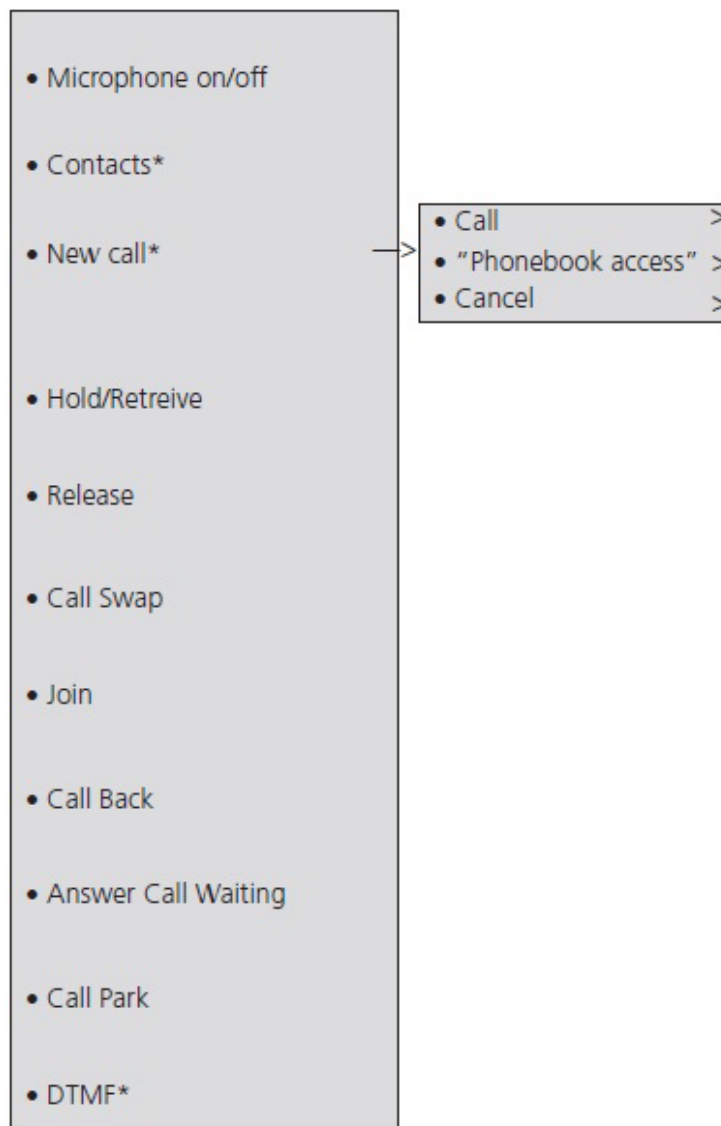 • Microphone on/off
• Contacts*
• New call*
• Call >
• “Phonebook access” >
• Cancel >
• Hold/Retreive
• Release
• Call Swap
• Join
• Call Back
• Answer Call Waiting
• Call Park
• DTMF*